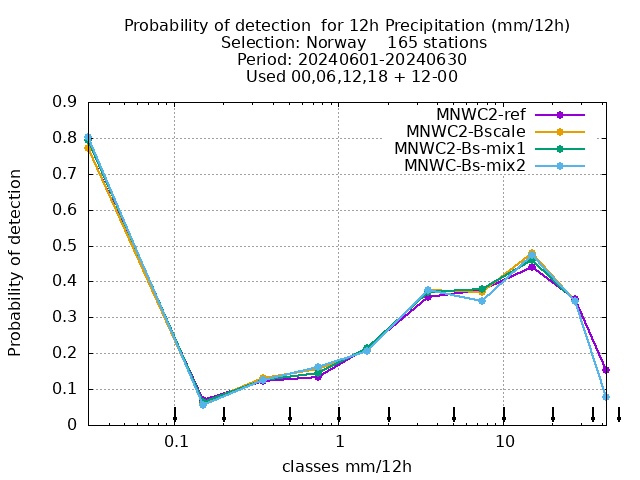 Probability of detection  for 12h Precipitation (mm/12h)
Selection: Norway    165 stations
Period: 20240601-20240630
Used 00,06,12,18 + 12-00
MNWC2-ref
MNWC2-Bscale
MNWC2-Bs-mix1
MNWC-Bs-mix2
Probability of detection
0.9
0.8
0.7
0.6
0.5
0.4
0.3
0.2
0.1
0
0.1 1 10
classes mm/12h